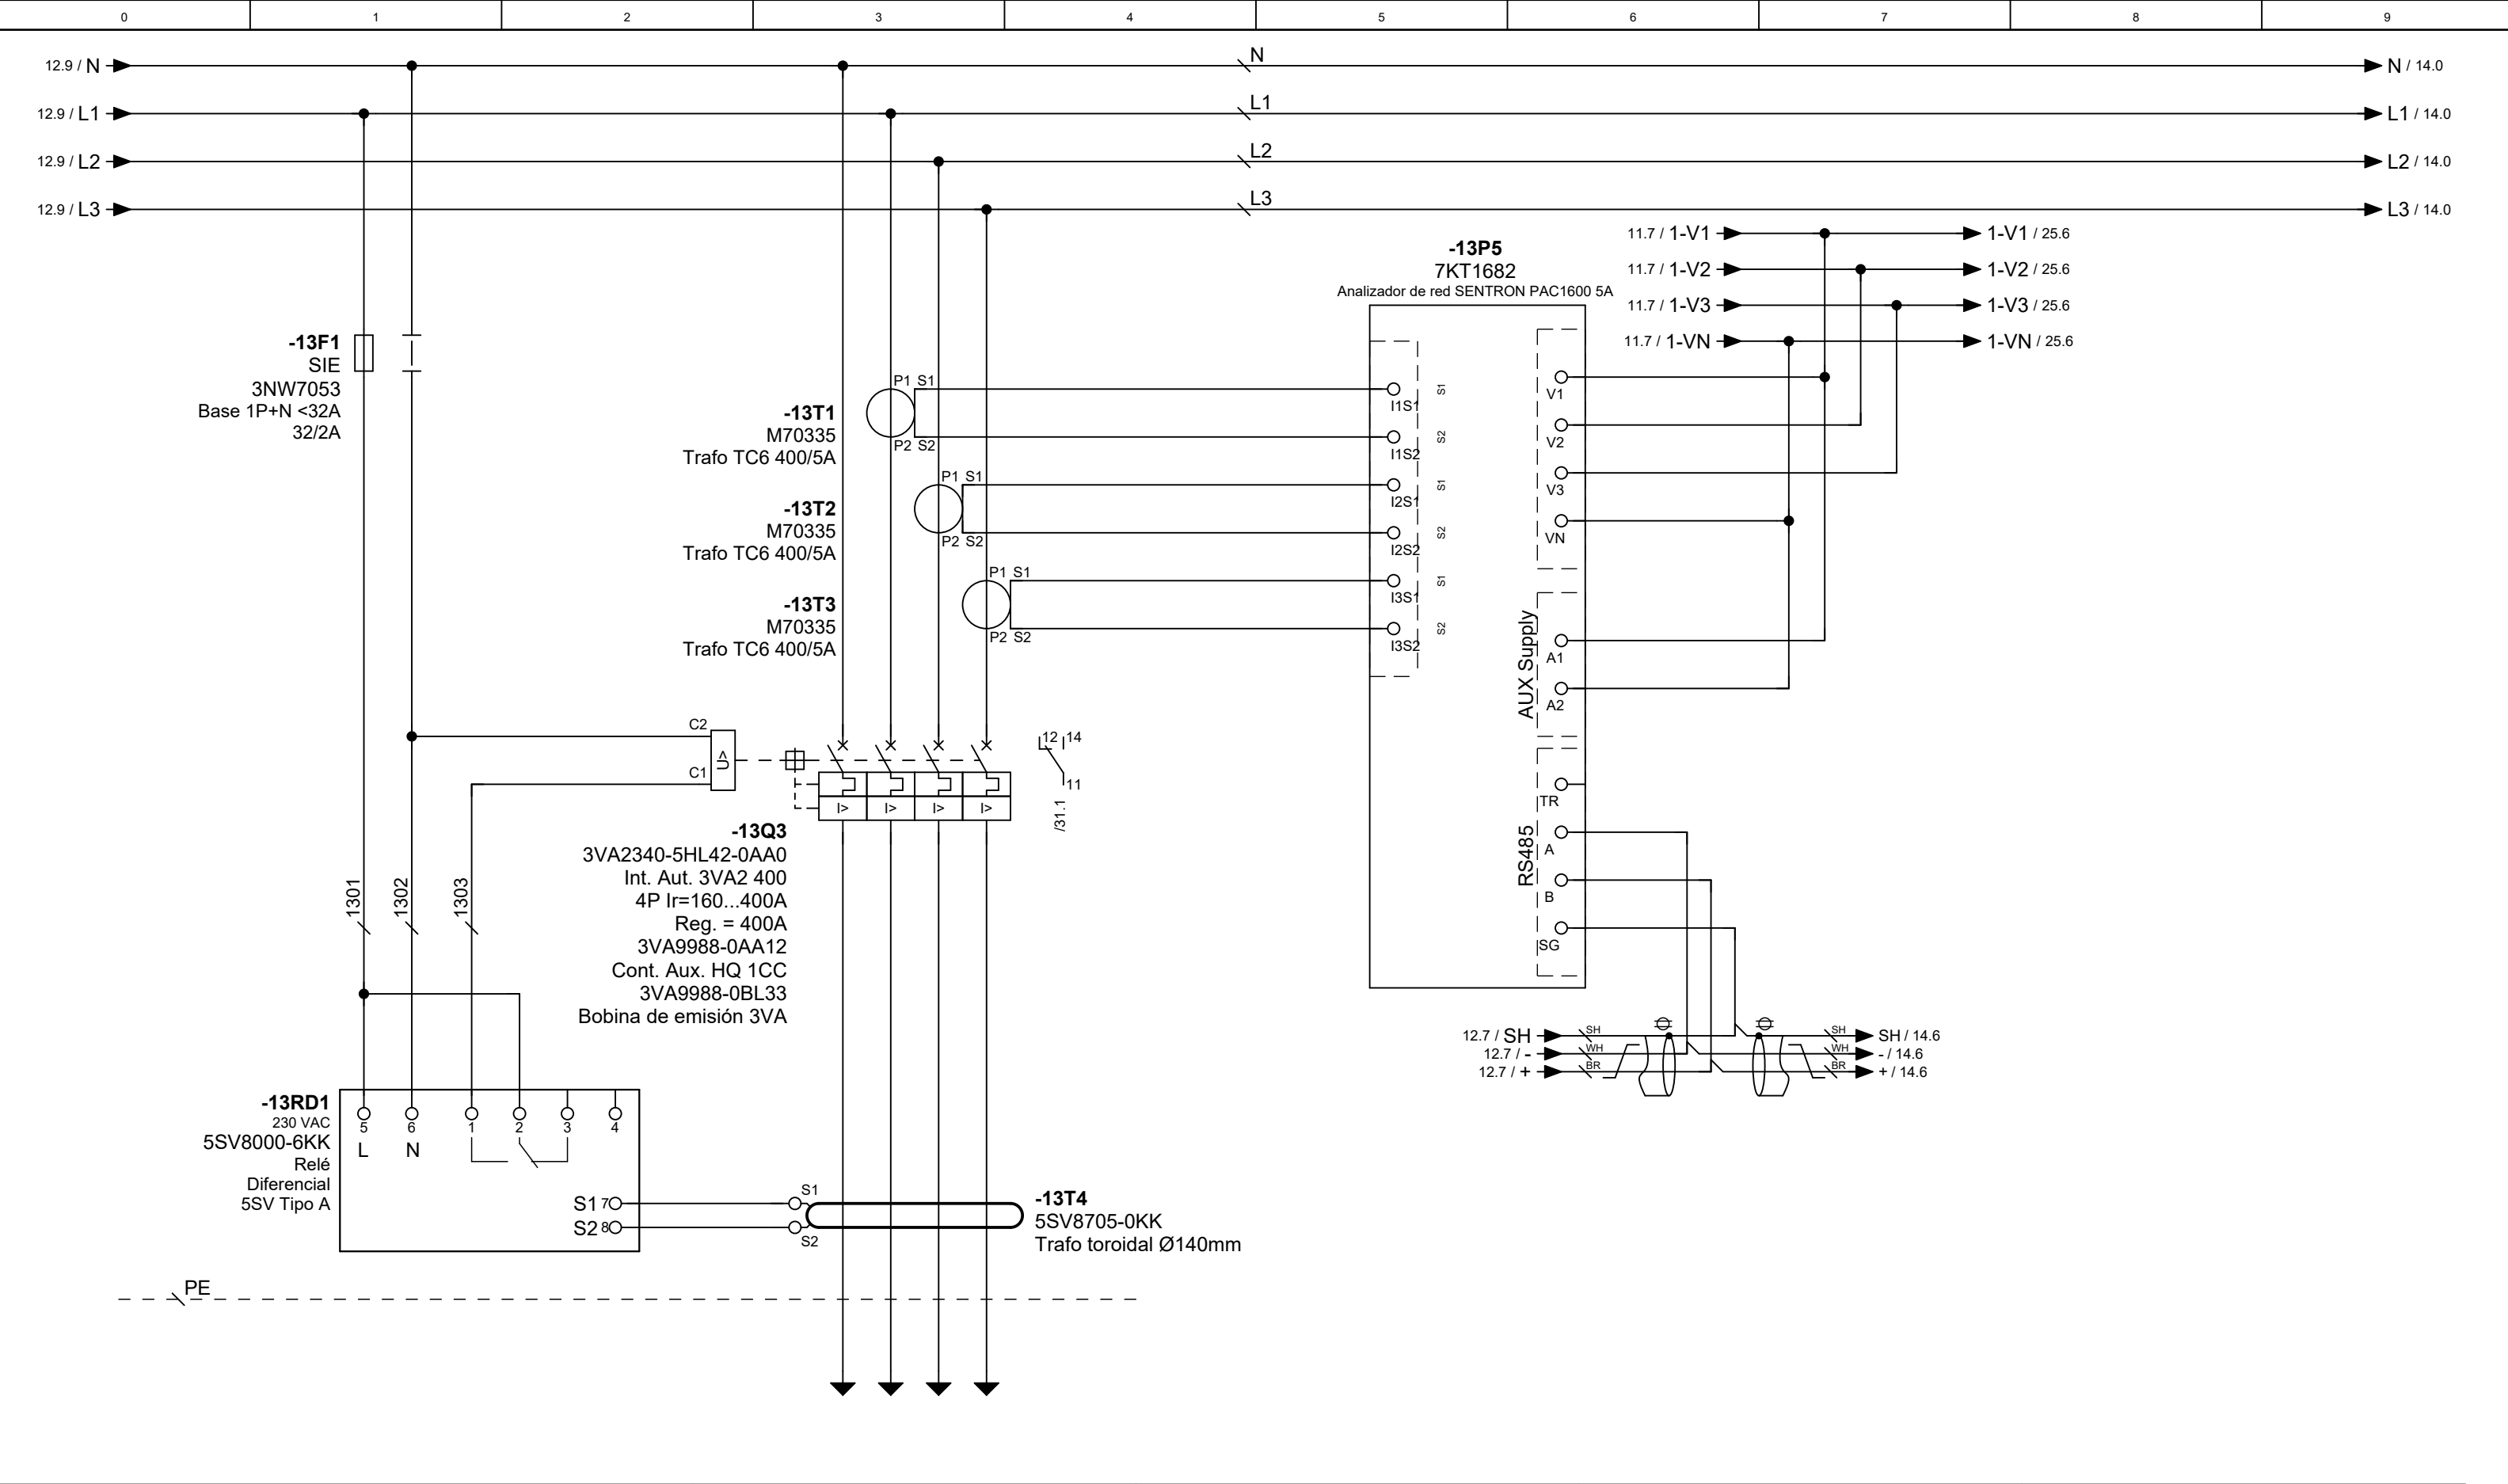 0 1 2 3 4 5 6 7 8 9
12.9 / N
N
N / 14.0
12.9 / L1
L1
L1 / 14.0
12.9 / L2
L2
L2 / 14.0
12.9 / L3
L3
L3 / 14.0
11.7 / 1-V1
1-V1 / 25.6
11.7 / 1-V2
1-V2 / 25.6
11.7 / 1-V3
1-V3 / 25.6
11.7 / 1-VN
1-VN / 25.6
-13P5
7KT1682
Analizador de red SENTRON PAC1600 5A
-13F1
SIE
3NW7053
Base 1P+N <32A
32/2A
-13T1
M70335
Trafo TC6 400/5A
P1 S1
P2 S2
-13T2
M70335
Trafo TC6 400/5A
P1 S1
P2 S2
-13T3
M70335
Trafo TC6 400/5A
P1 S1
P2 S2
I1S1
S1
I1S2
S2
I2S1
S1
I2S2
S2
I3S1
S1
I3S2
S2
V1
V2
V3
VN
AUX Supply
A1
A2
RS485
TR
A
B
SG
C2
C1
U>
I> I> I> I>
12 14
11
/31.1
-13Q3
3VA2340-5HL42-0AA0
Int. Aut. 3VA2 400
4P Ir=160...400A
Reg. = 400A
3VA9988-0AA12
Cont. Aux. HQ 1CC
3VA9988-0BL33
Bobina de emisión 3VA
1301
1302
1303
12.7 / SH
SH
SH
SH / 14.6
12.7 / -
WH
WH
- / 14.6
12.7 / +
BR
BR
+ / 14.6
-13RD1
230 VAC
5SV8000-6KK
Relé
Diferencial
5SV Tipo A
5 6 1 2 3 4
L N
S1 7
S2 8
S1
S2
-13T4
5SV8705-0KK
Trafo toroidal Ø140mm
PE